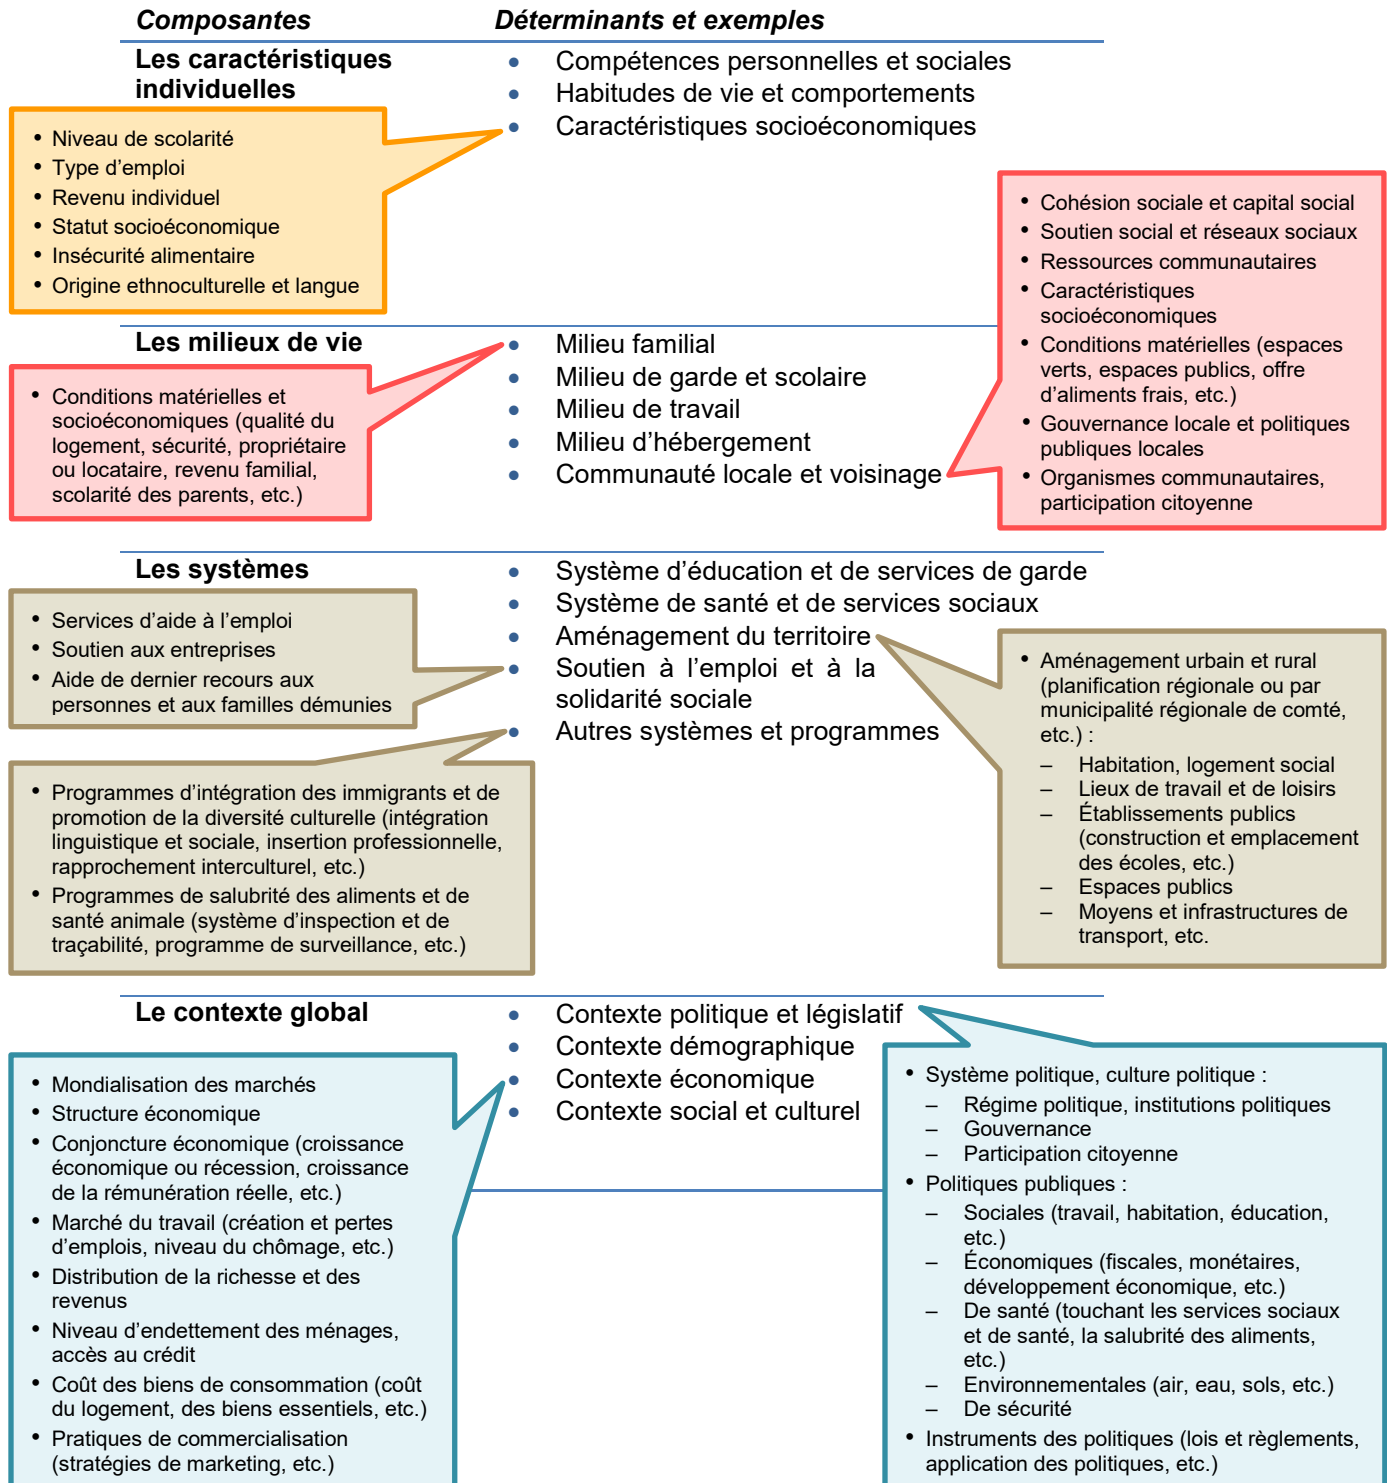 Composantes
Déterminants et exemples
Les caractéristiques
individuelles
• Compétences personnelles et sociales
• Habitudes de vie et comportements
• Caractéristiques socioéconomiques
• Niveau de scolarité
• Type d’emploi
• Revenu individuel
• Statut socioéconomique
• Insécurité alimentaire
• Origine ethnoculturelle et langue
Les milieux de vie
• Milieu familial
• Milieu de garde et scolaire
• Milieu de travail
• Milieu d’hébergement
• Communauté locale et voisinage
• Conditions matérielles et
socioéconomiques (qualité du
logement, sécurité, propriétaire
ou locataire, revenu familial,
scolarité des parents, etc.)
• Cohésion sociale et capital social
• Soutien social et réseaux sociaux
• Ressources communautaires
• Caractéristiques
socioéconomiques
• Conditions matérielles (espaces
verts, espaces publics, offre
d’aliments frais, etc.)
• Gouvernance locale et politiques
publiques locales
• Organismes communautaires,
participation citoyenne
Les systèmes
• Système d’éducation et de services de garde
• Système de santé et de services sociaux
• Aménagement du territoire
• Soutien à l’emploi et à la
solidarité sociale
• Autres systèmes et programmes
• Services d’aide à l’emploi
• Soutien aux entreprises
• Aide de dernier recours aux
personnes et aux familles démunies
• Programmes d’intégration des immigrants et de
promotion de la diversité culturelle (intégration
linguistique et sociale, insertion professionnelle,
rapprochement interculturel, etc.)
• Programmes de salubrité des aliments et de
santé animale (système d’inspection et de
traçabilité, programme de surveillance, etc.)
• Aménagement urbain et rural
(planification régionale ou par
municipalité régionale de comté,
etc.) :
– Habitation, logement social
– Lieux de travail et de loisirs
– Établissements publics
(construction et emplacement
des écoles, etc.)
– Espaces publics
– Moyens et infrastructures de
transport, etc.
Le contexte global
• Contexte politique et législatif
• Contexte démographique
• Contexte économique
• Contexte social et culturel
• Mondialisation des marchés
• Structure économique
• Conjoncture économique (croissance
économique ou récession, croissance
de la rémunération réelle, etc.)
• Marché du travail (création et pertes
d’emplois, niveau du chômage, etc.)
• Distribution de la richesse et des
revenus
• Niveau d’endettement des ménages,
accès au crédit
• Coût des biens de consommation (coût
du logement, des biens essentiels, etc.)
• Pratiques de commercialisation
(stratégies de marketing, etc.)
• Système politique, culture politique :
– Régime politique, institutions politiques
– Gouvernance
– Participation citoyenne
• Politiques publiques :
– Sociales (travail, habitation, éducation,
etc.)
– Économiques (fiscales, monétaires,
développement économique, etc.)
– De santé (touchant les services sociaux
et de santé, la salubrité des aliments,
etc.)
– Environnementales (air, eau, sols, etc.)
– De sécurité
• Instruments des politiques (lois et règlements,
application des politiques, etc.)